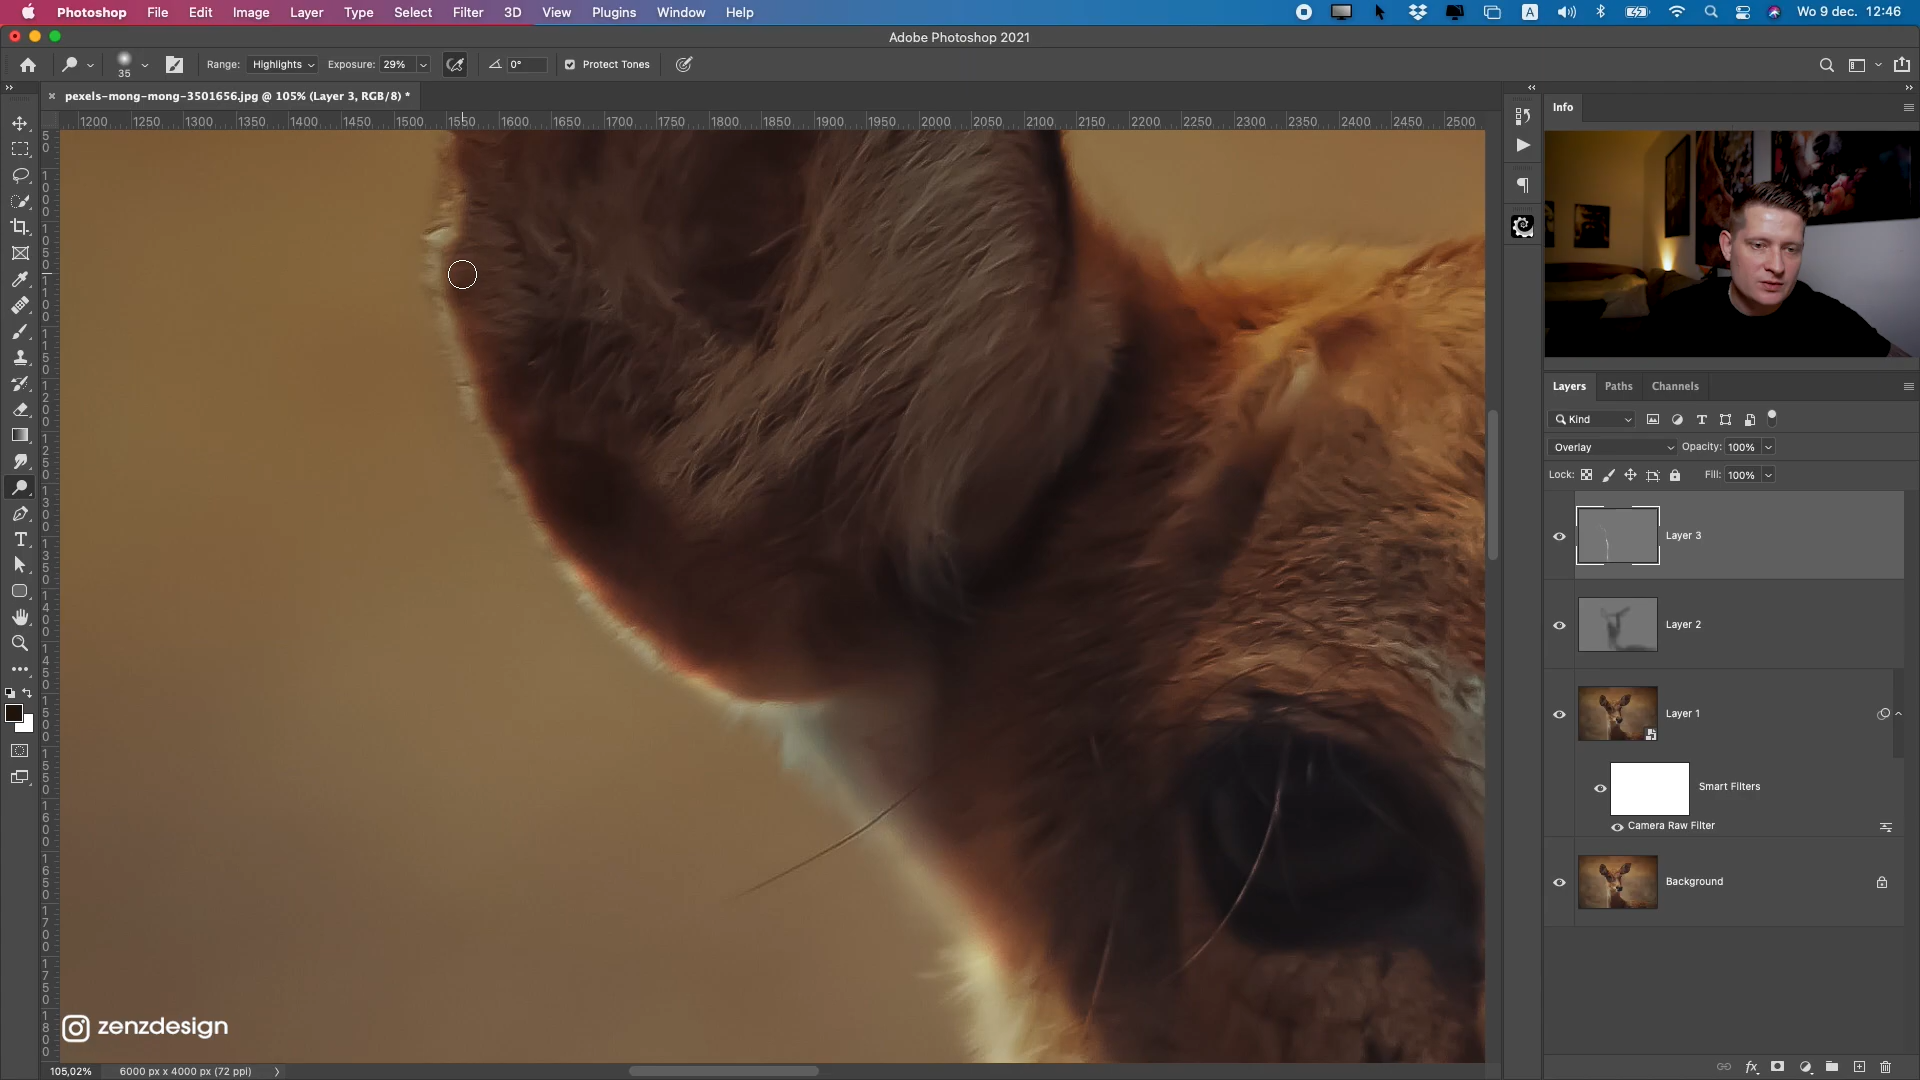 Photoshop File Edit Image Layer Type Select Filter 3D View Plugins Window Help
A
Wo 9 dec. 12:46
Adobe Photoshop 2021
35
Range: Highlights Exposure: 29% 0° Protect Tones
pexels-mong-mong-3501656.jpg @ 105% (Layer 3, RGB/8) *
1200 1250 1300 1350 1400 1450 1500 1550 1600 1650 1700 1750 1800 1850 1900 1950 2000 2050 2100 2150 2200 2250 2300 2350 2400 2450 2500
Info
Layers Paths Channels
Kind
Overlay Opacity: 100%
Lock: Fill: 100%
Layer 3
Layer 2
Layer 1
Smart Filters
Camera Raw Filter
Background
zenzdesign
105,02% 6000 px x 4000 px (72 ppi)